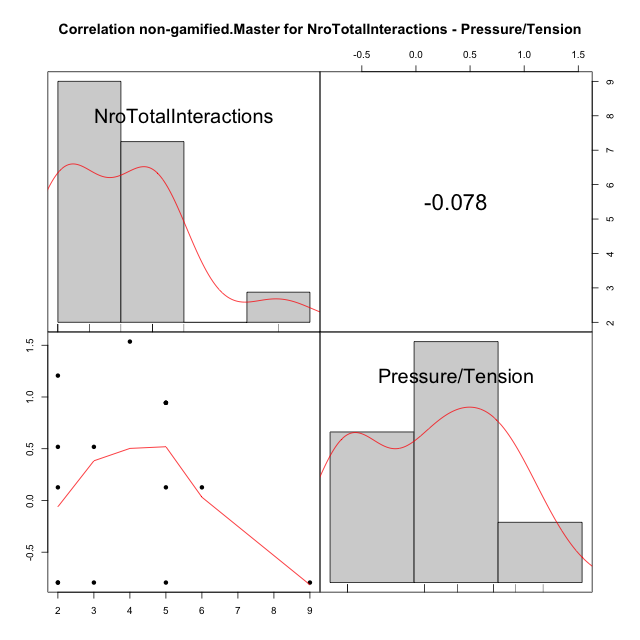 Correlation non-gamified.Master for NroTotalInteractions - Pressure/Tension
-0.5 0.0 0.5 1.0 1.5
NroTotalInteractions
-0.078
9
8
7
6
5
4
3
2
1.5
1.0
0.5
0.0
-0.5
Pressure/Tension
2 3 4 5 6 7 8 9